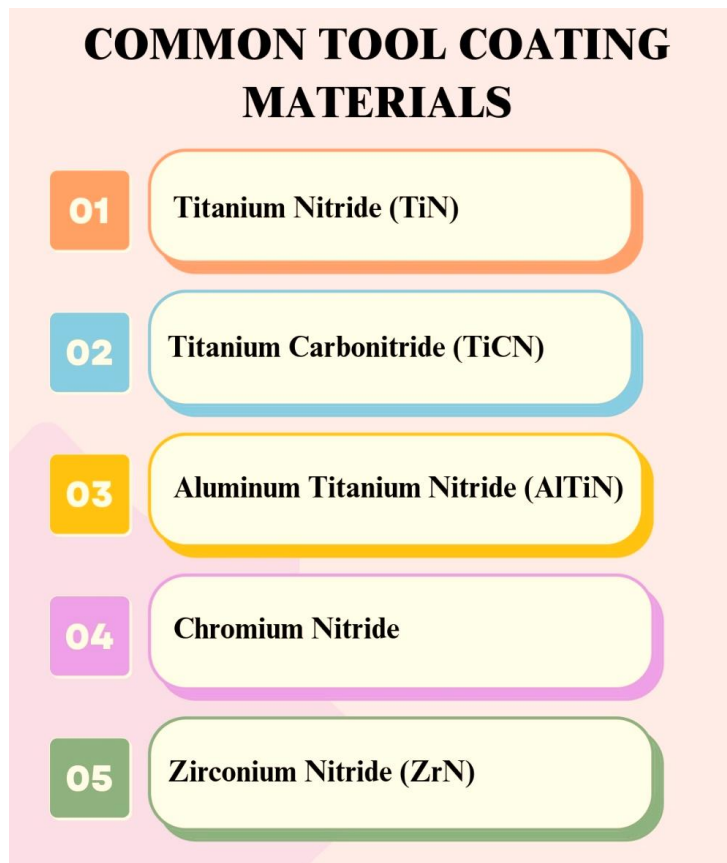 COMMON TOOL COATING
MATERIALS
01
Titanium Nitride (TiN)
02
Titanium Carbonitride (TiCN)
03
Aluminum Titanium Nitride (AlTiN)
04
Chromium Nitride
05
Zirconium Nitride (ZrN)